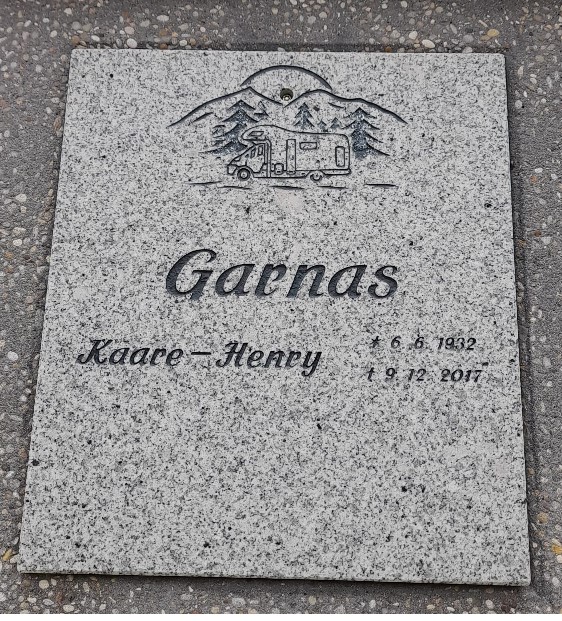 Garnas
Kaare-Henry
* 6. 6. 1932
† 9. 12. 2017